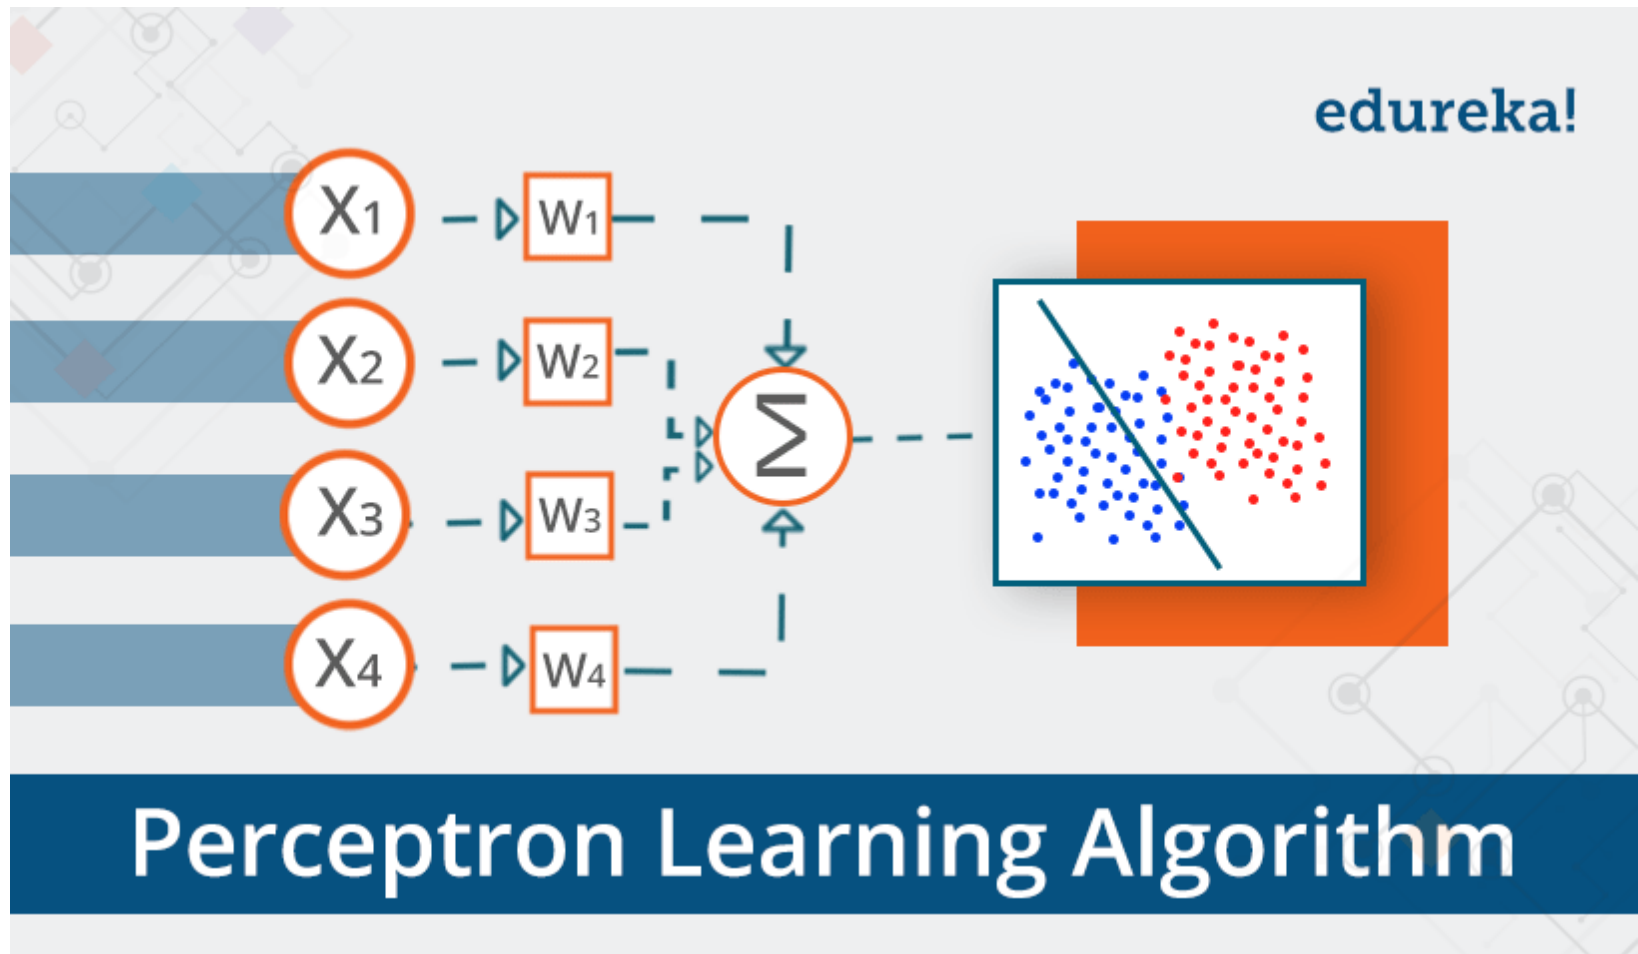 edureka!
X1
W1
X2
W2
Σ
X3
W3
X4
W4
Perceptron Learning Algorithm